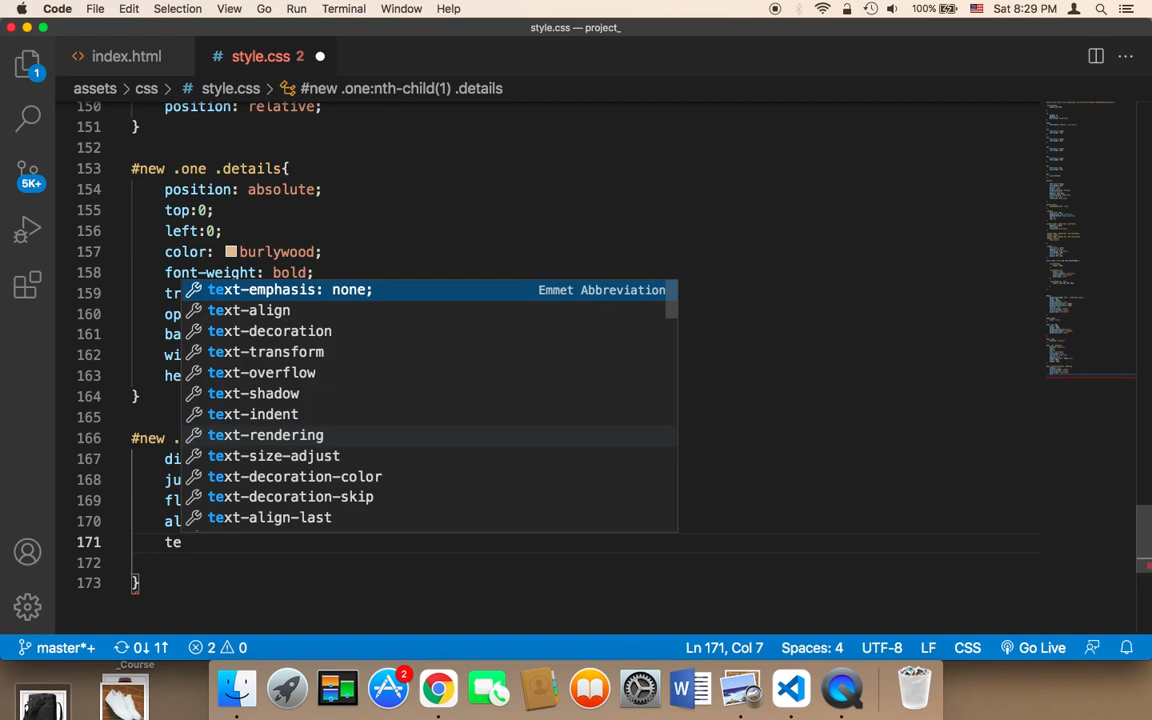 Code File Edit Selection View Go Run Terminal Window Help 100% Sat 8:29 PM
style.css — project_
1 index.html style.css 2
assets > css > style.css > #new .one:nth-child(1) .details
150 position: relative;
151 }
152
153 #new .one .details{
154 position: absolute;
155 top:0;
156 left:0;
157 color: burlywood;
158 font-weight: bold;
159 tr
text-emphasis: none; Emmet Abbreviation
160 op
text-align
161 ba
text-decoration
162 wi
text-transform
163 he
text-overflow
164 }
text-shadow
165
text-indent
166 #new .
text-rendering
167 di
text-size-adjust
168 ju
text-decoration-color
169 fl
text-decoration-skip
170 al
text-align-last
171 te
172
173 }
5K+
master*+ 0↓ 1↑ 2 0 Ln 171, Col 7 Spaces: 4 UTF-8 LF CSS Go Live
_Course
2